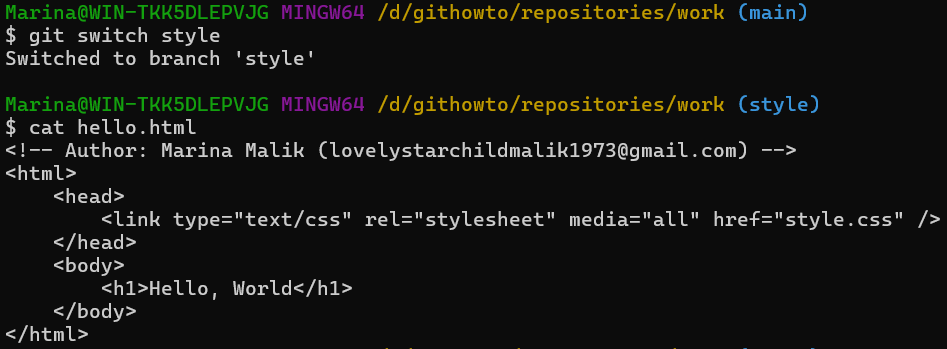 Marina@WIN-TKK5DLEPVJG MINGW64 /d/githowto/repositories/work (main)
$ git switch style
Switched to branch 'style'
Marina@WIN-TKK5DLEPVJG MINGW64 /d/githowto/repositories/work (style)
$ cat hello.html
<!-- Author: Marina Malik (lovelystarchildmalik1973@gmail.com) -->
<html>
    <head>
        <link type="text/css" rel="stylesheet" media="all" href="style.css" />
    </head>
    <body>
        <h1>Hello, World</h1>
    </body>
</html>